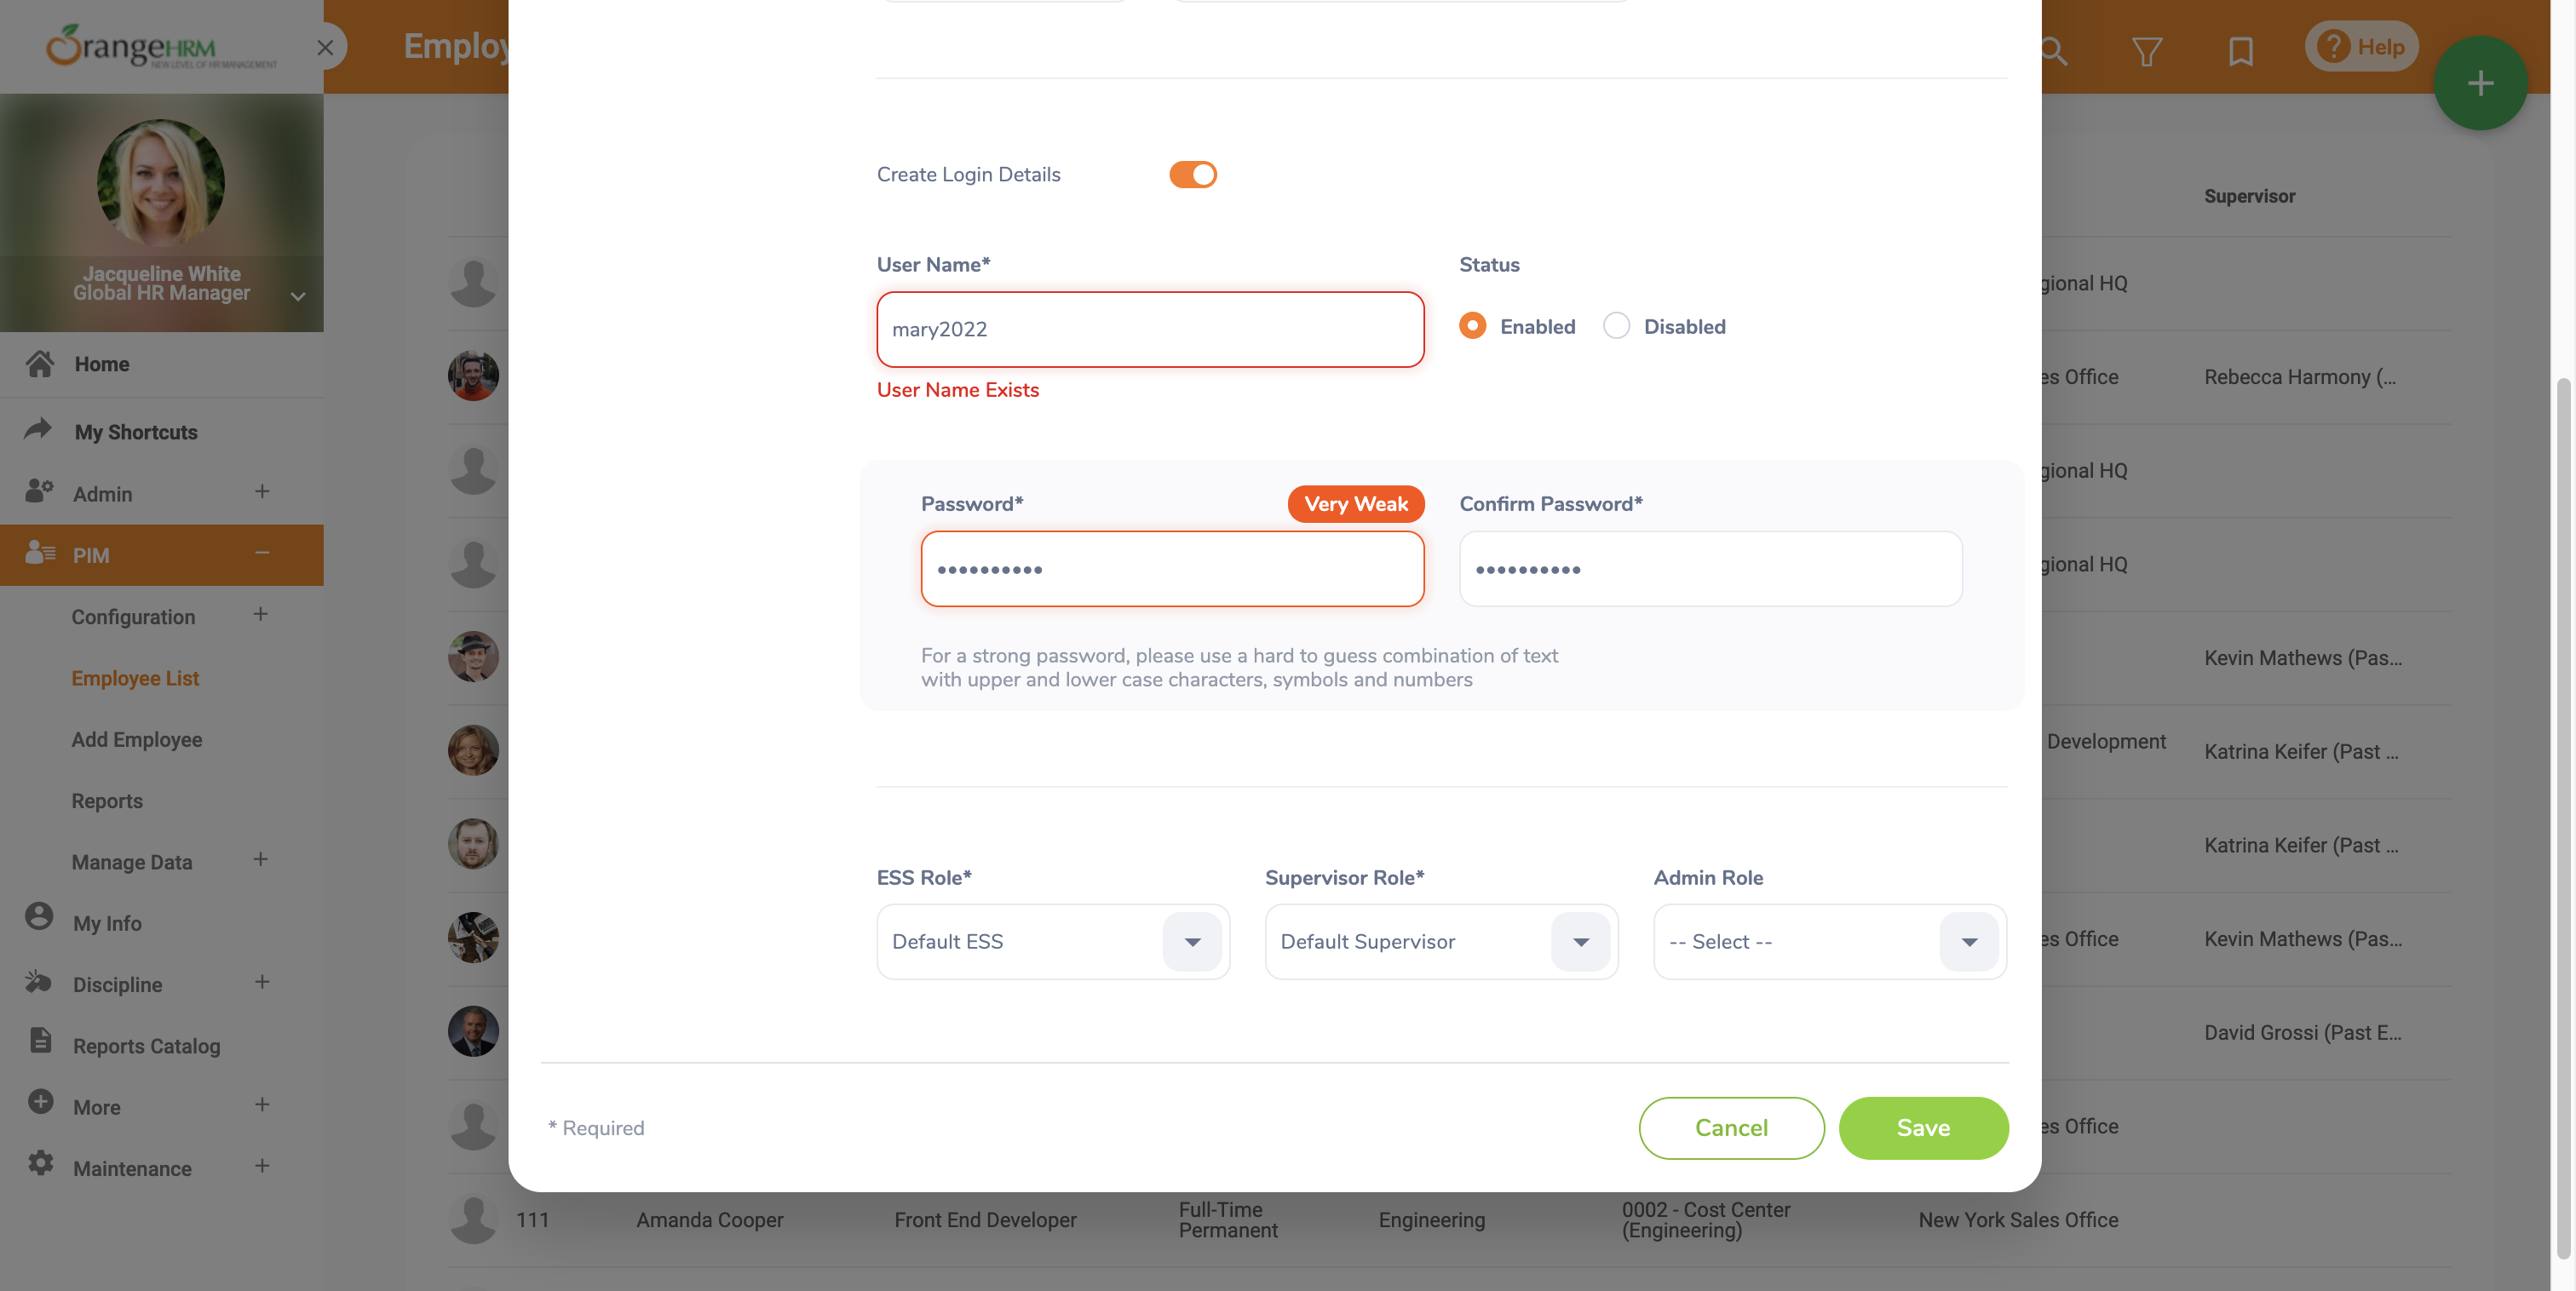 OrangeHRM
NEW LEVEL OF HR MANAGEMENT
Employ
Help
Jacqueline White
Global HR Manager
Home
My Shortcuts
Admin
PIM
Configuration
Employee List
Add Employee
Reports
Manage Data
My Info
Discipline
Reports Catalog
More
Maintenance
Create Login Details
User Name*
Status
mary2022
Enabled
Disabled
User Name Exists
Password*
Very Weak
Confirm Password*
For a strong password, please use a hard to guess combination of text
with upper and lower case characters, symbols and numbers
ESS Role*
Supervisor Role*
Admin Role
Default ESS
Default Supervisor
-- Select --
* Required
Cancel
Save
Supervisor
gional HQ
es Office
Rebecca Harmony (...
gional HQ
gional HQ
Kevin Mathews (Pas...
Development
Katrina Keifer (Past ...
Katrina Keifer (Past ...
es Office
Kevin Mathews (Pas...
David Grossi (Past E...
es Office
111
Amanda Cooper
Front End Developer
Full-Time
Permanent
Engineering
0002 - Cost Center
(Engineering)
New York Sales Office